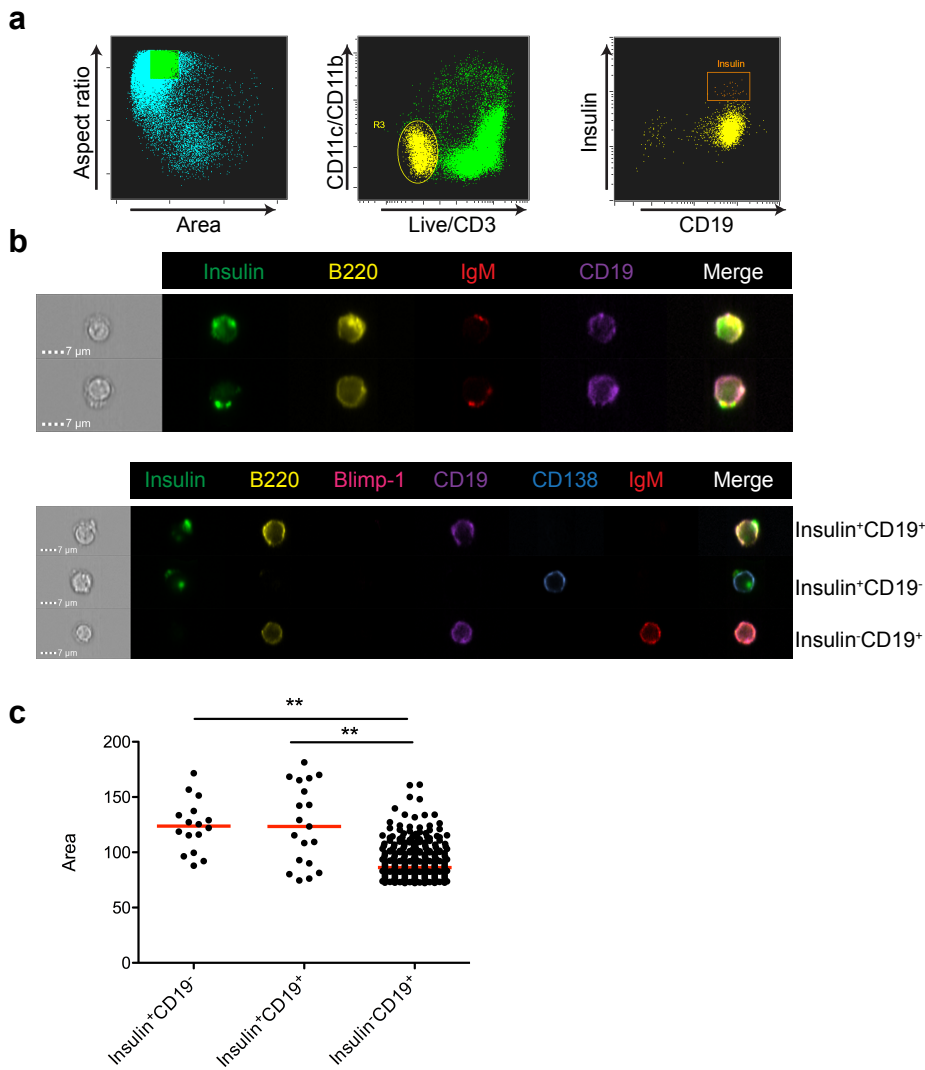 a
Aspect ratio
Area
CD11c/CD11b
R3
Live/CD3
Insulin
Insulin
CD19
b
Insulin B220 IgM CD19 Merge
7 µm
7 µm
Insulin B220 Blimp-1 CD19 CD138 IgM Merge
7 µm Insulin⁺CD19⁺
7 µm Insulin⁺CD19⁻
7 µm Insulin⁻CD19⁺
c
**
**
200
150
100
50
0
Area
Insulin⁺CD19⁻
Insulin⁺CD19⁺
Insulin⁻CD19⁺